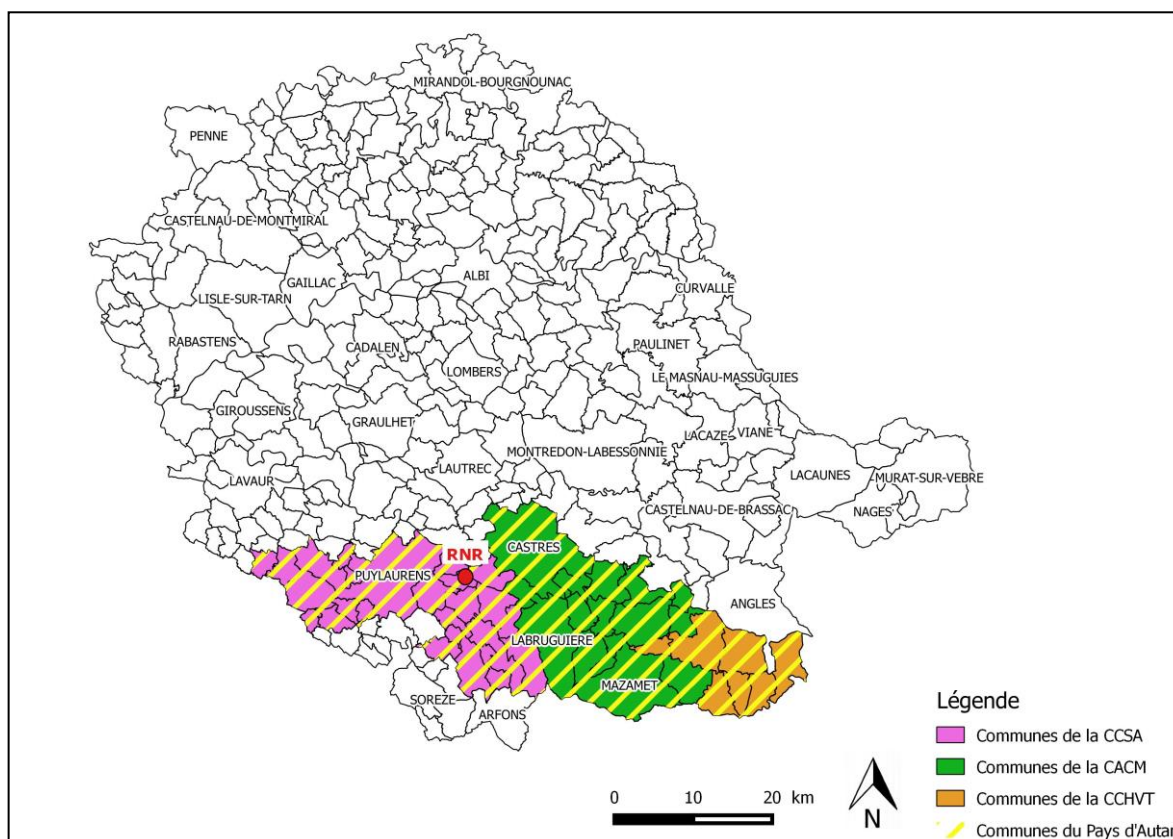 MIRANDOL-BOURGNOUNAC
PENNE
CASTELNAU-DE-MONTMIRAL
GAILLAC
ALBI
CURVALLE
LISLE-SUR-TARN
RABASTENS
CADALEN
PAULINET
LOMBERS
LE MASNAU-MASSUGUIES
GIROUSSENS
GRAULHET
LACAZE
VIANE
MONTREDON-LABESSONNIE
LAUTREC
LACAUNES
MURAT-SUR-VEBRE
LAVAUR
CASTELNAU-DE-BRASSAC
NAGES
CASTRES
RNR
PUYLAURENS
ANGLES
LABRUGUIERE
MAZAMET
SOREZE
ARFONS
Légende
Communes de la CCSA
Communes de la CACM
Communes de la CCHVT
Communes du Pays d'Autan
0 10 20 km
N